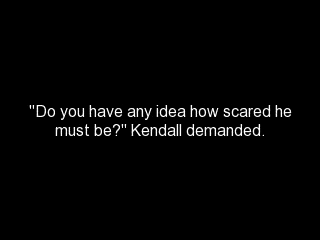 "Do you have any idea how scared he
must be?" Kendall demanded.